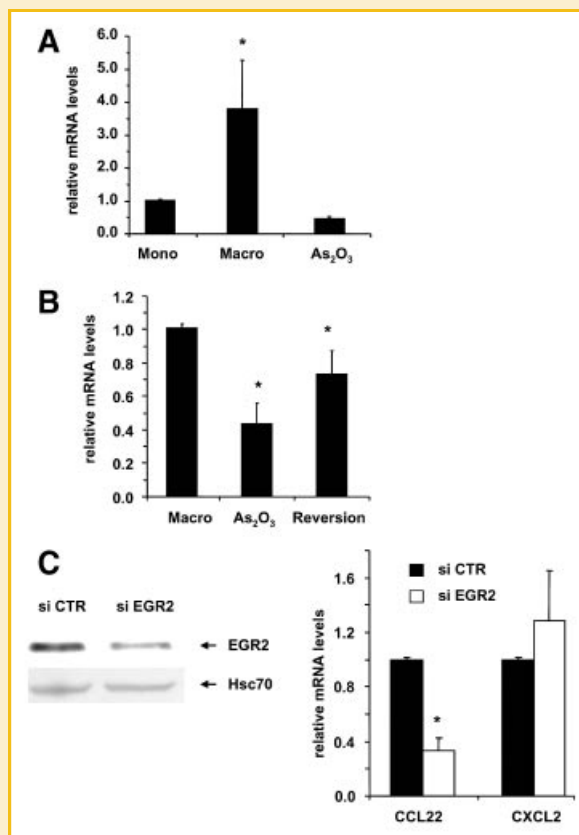 A
relative mRNA levels
6.0
5.0
4.0
3.0
2.0
1.0
0.0
*
Mono Macro As₂O₃
B
relative mRNA levels
1.2
1.0
0.8
0.6
0.4
0.2
0.0
*
*
Macro As₂O₃ Reversion
C
si CTR si EGR2
EGR2
Hsc70
si CTR
si EGR2
relative mRNA levels
1.6
1.2
0.8
0.4
0.0
*
CCL22 CXCL2